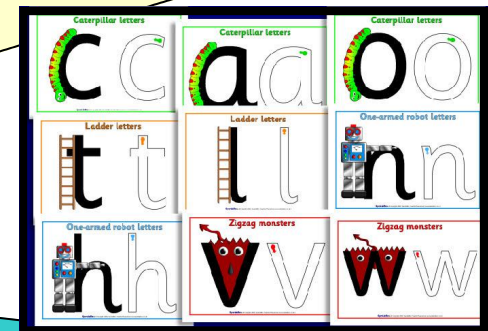 Caterpillar letters
c c
Caterpillar letters
a a
Caterpillar letters
o o
Ladder letters
t t
Ladder letters
l l
One-armed robot letters
n n
One-armed robot letters
h h
Zigzag monsters
v v
Zigzag monsters
w w